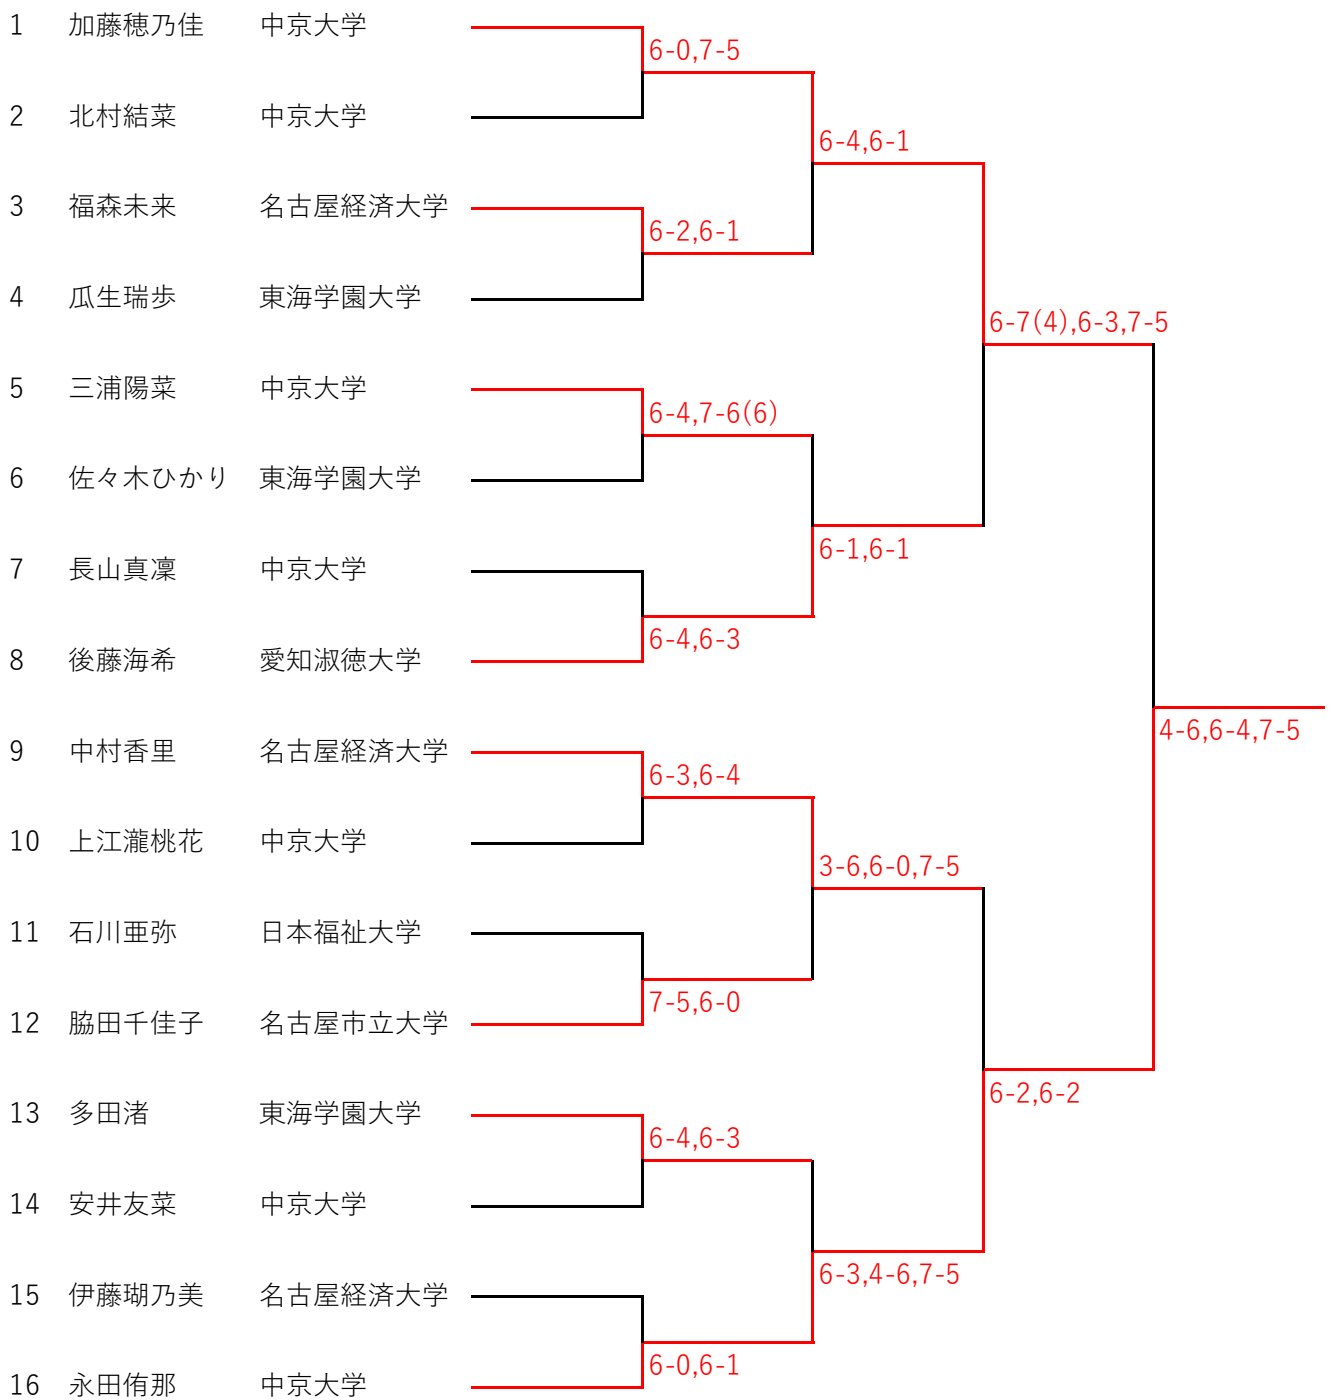 1 加藤穂乃佳 中京大学
6-0,7-5
2 北村結菜 中京大学
6-4,6-1
3 福森未来 名古屋経済大学
6-2,6-1
4 瓜生瑞歩 東海学園大学
6-7(4),6-3,7-5
5 三浦陽菜 中京大学
6-4,7-6(6)
6 佐々木ひかり 東海学園大学
6-1,6-1
7 長山真凜 中京大学
6-4,6-3
8 後藤海希 愛知淑徳大学
4-6,6-4,7-5
9 中村香里 名古屋経済大学
6-3,6-4
10 上江瀧桃花 中京大学
3-6,6-0,7-5
11 石川亜弥 日本福祉大学
7-5,6-0
12 脇田千佳子 名古屋市立大学
6-2,6-2
13 多田渚 東海学園大学
6-4,6-3
14 安井友菜 中京大学
6-3,4-6,7-5
15 伊藤瑚乃美 名古屋経済大学
6-0,6-1
16 永田侑那 中京大学